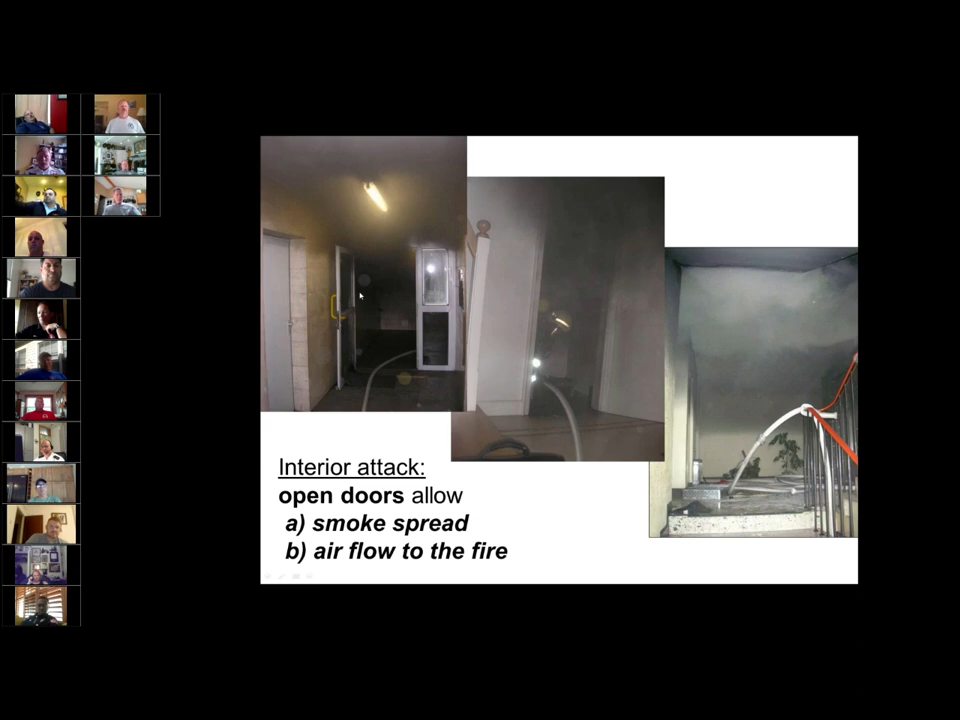 Interior attack:
open doors allow
a) smoke spread
b) air flow to the fire